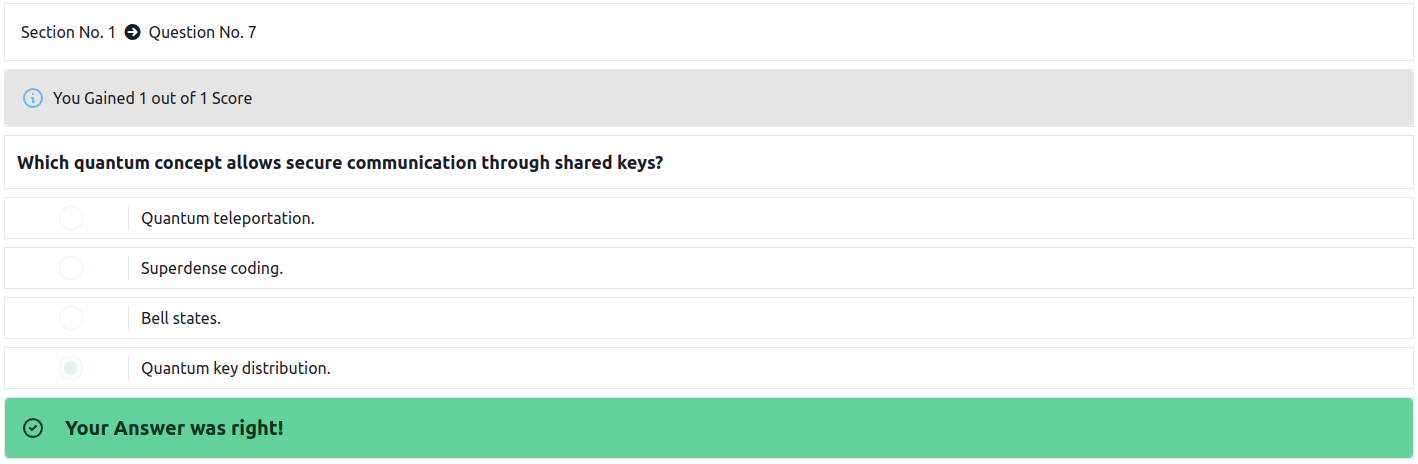 Section No. 1 Question No. 7
You Gained 1 out of 1 Score
Which quantum concept allows secure communication through shared keys?
Quantum teleportation.
Superdense coding.
Bell states.
Quantum key distribution.
Your Answer was right!